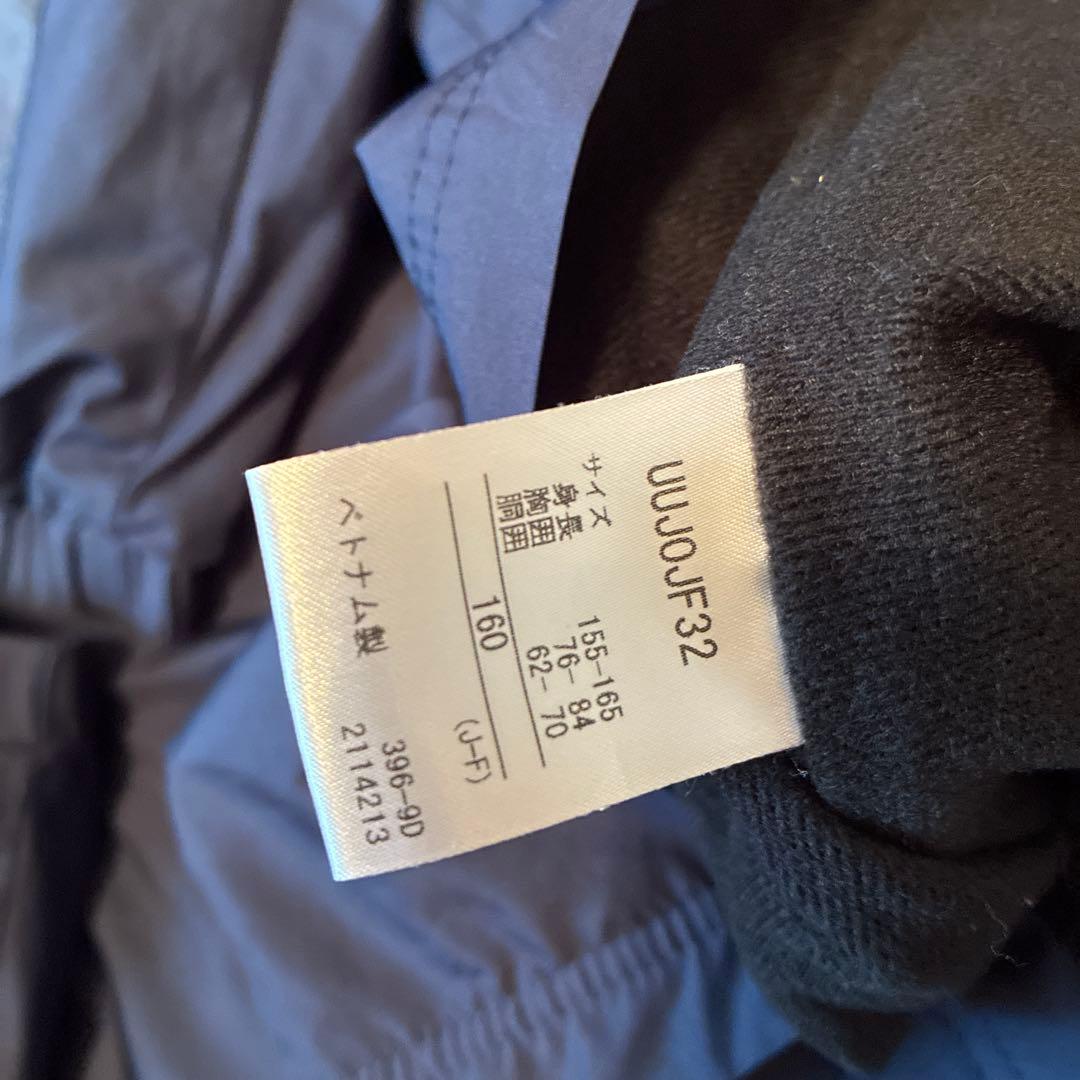 UUJOJF32
サイズ
身長 155-165
胸囲 76- 84
胴囲 62- 70
160
(J-F)
ベトナム製
396-9D
2114213